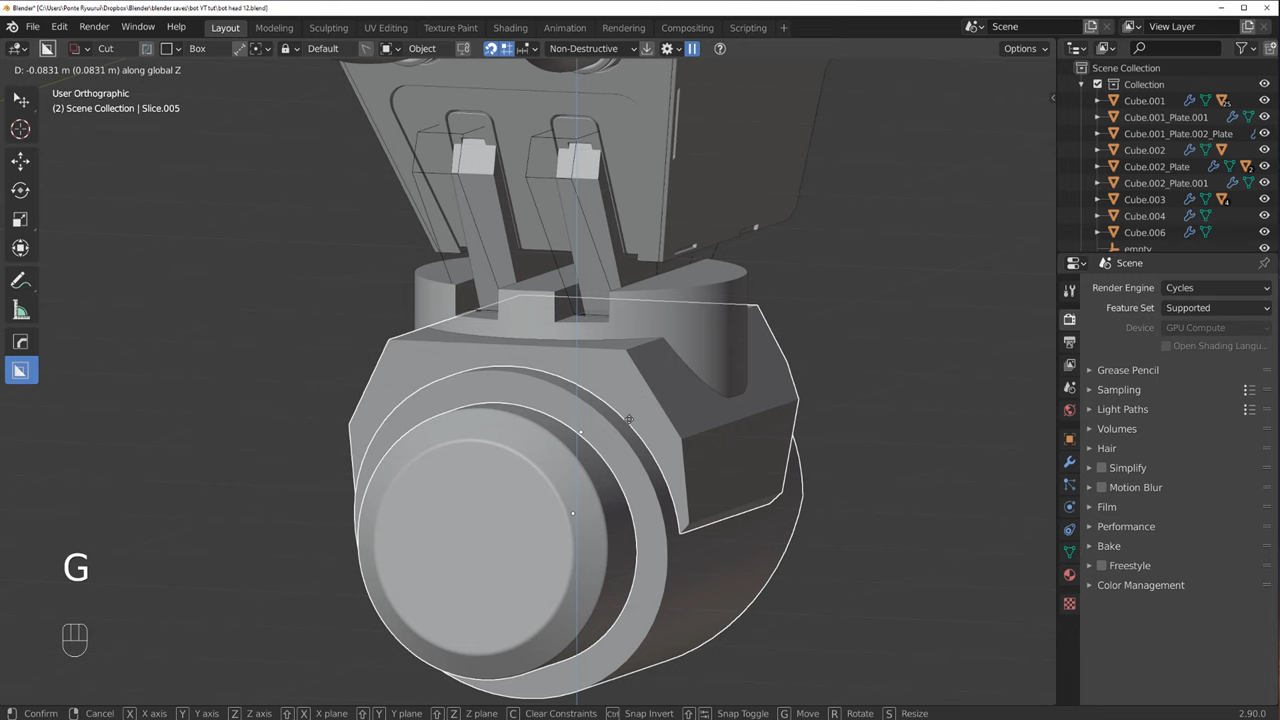 Blender* [C:\Users\Ponte Ryuurui\Dropbox\Blender\blender saves\bot YT tut\bot head 12.blend]
File Edit Render Window Help Layout Modeling Sculpting UV Editing Texture Paint Shading Animation Rendering Compositing Scripting + Scene View Layer
Cut Box Default Object Non-Destructive Options
D: -0.0831 m (0.0831 m) along global Z
User Orthographic
(2) Scene Collection | Slice.005
Scene Collection
Collection
Cube.001 25
Cube.001_Plate.001
Cube.001_Plate.002_Plate
Cube.002
Cube.002_Plate 2
Cube.002_Plate.001
Cube.003 4
Cube.004
Cube.006
empty
Scene
Render Engine Cycles
Feature Set Supported
Device GPU Compute
Open Shading Langu...
Grease Pencil
Sampling
Light Paths
Volumes
Hair
Simplify
Motion Blur
Film
Performance
Bake
Freestyle
Color Management
G
Confirm Cancel X X axis Y Y axis Z Z axis X X plane Y Y plane Z Z plane C Clear Constraints Ctrl Snap Invert Snap Toggle G Move R Rotate S Resize 2.90.0